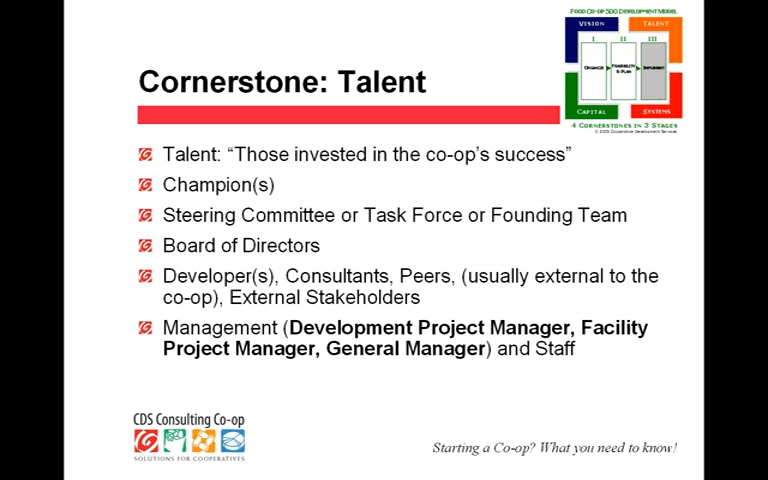 FOOD CO-OP 500 DEVELOPMENT MODEL
VISION
TALENT
I II III
ORGANIZE
FEASIBILITY
& PLAN
IMPLEMENT
CAPITAL
SYSTEMS
4 CORNERSTONES IN 3 STAGES
Cornerstone: Talent
Talent: “Those invested in the co-op’s success”
Champion(s)
Steering Committee or Task Force or Founding Team
Board of Directors
Developer(s), Consultants, Peers, (usually external to the
co-op), External Stakeholders
Management (Development Project Manager, Facility
Project Manager, General Manager) and Staff
CDS Consulting Co-op
SOLUTIONS FOR COOPERATIVES
Starting a Co-op? What you need to know!